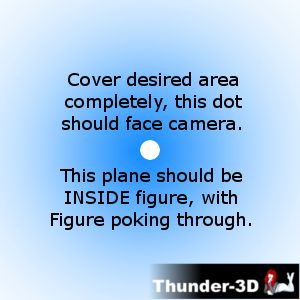 Cover desired area
completely, this dot
should face camera.
This plane should be
INSIDE figure, with
Figure poking through.
Thunder-3D